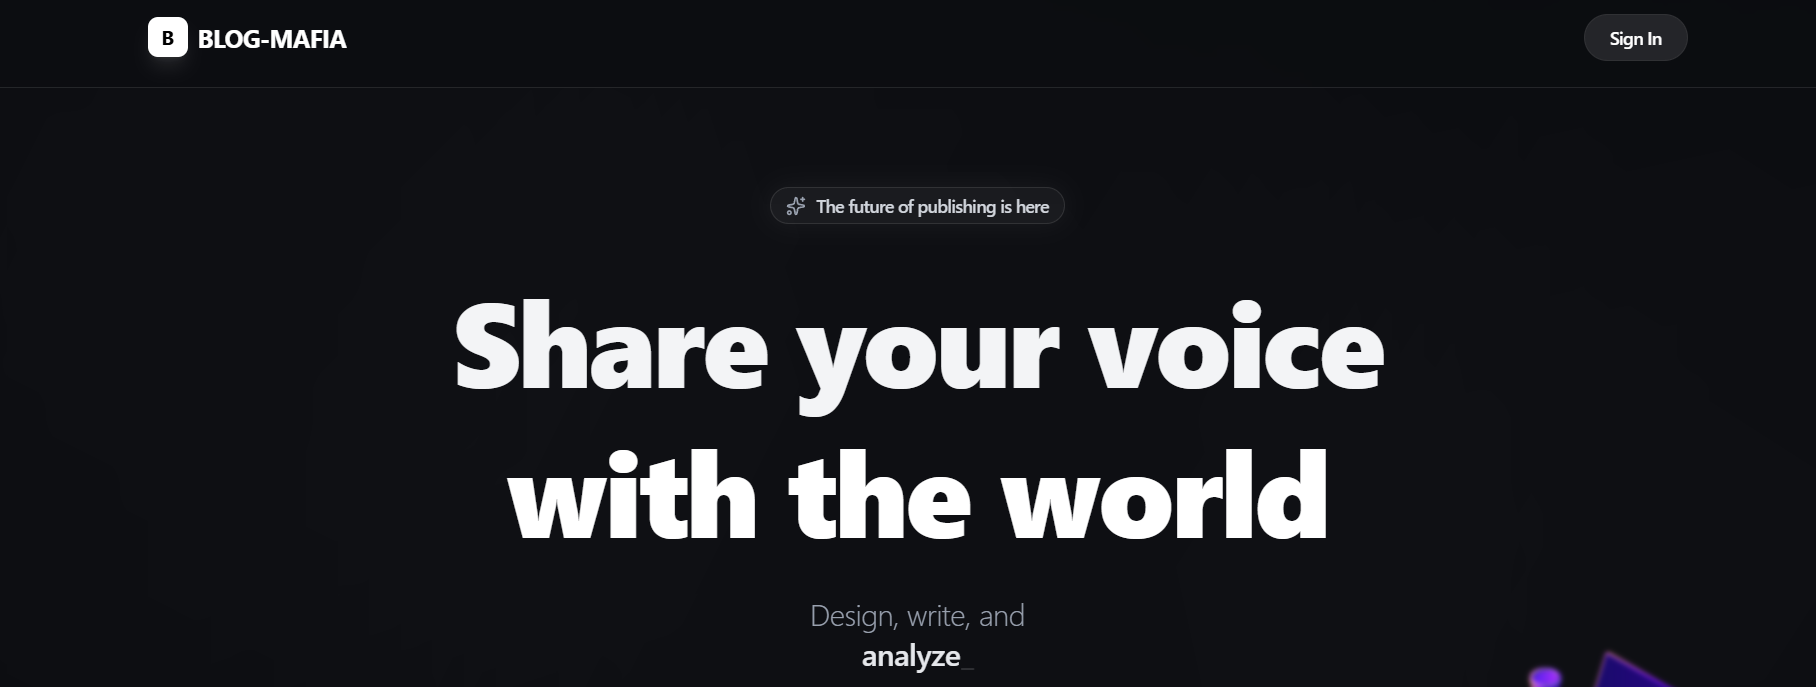 B BLOG-MAFIA
Sign In
The future of publishing is here
Share your voice
with the world
Design, write, and
analyze_